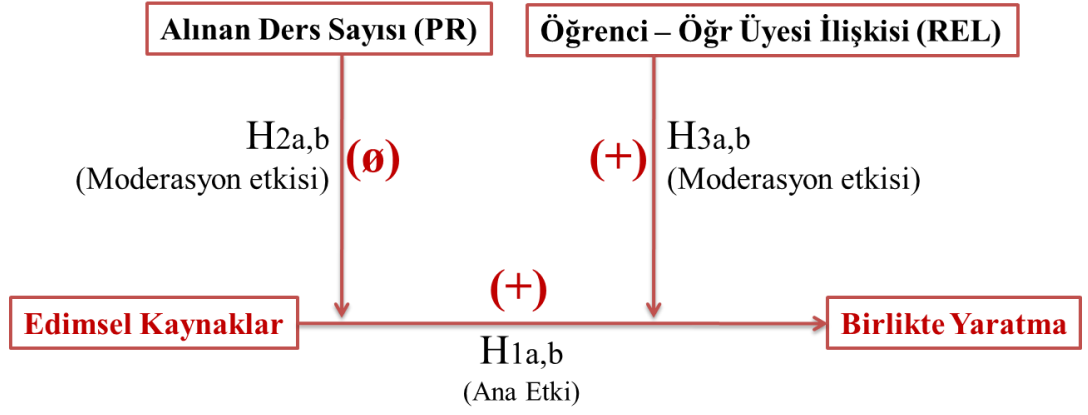 Alınan Ders Sayısı (PR)
Öğrenci – Öğr Üyesi İlişkisi (REL)
H2a,b
(Moderasyon etkisi)
(ø)
(+)
H3a,b
(Moderasyon etkisi)
(+)
Edimsel Kaynaklar
Birlikte Yaratma
H1a,b
(Ana Etki)